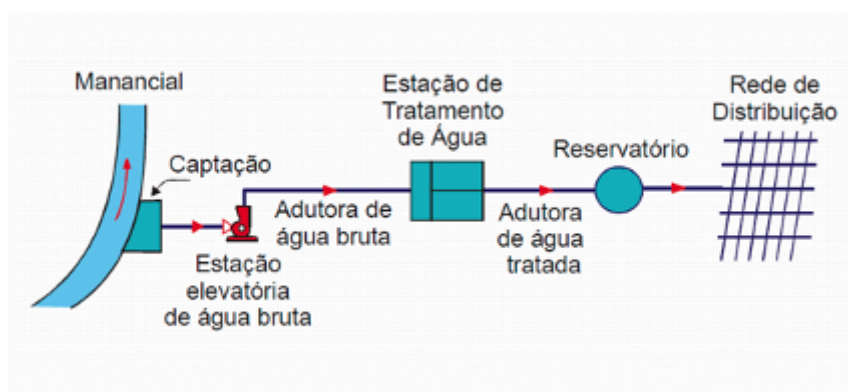 Manancial
Captação
Estação
elevatória
de água bruta
Adutora de
água bruta
Estação de
Tratamento
de Água
Adutora
de água
tratada
Reservatório
Rede de
Distribuição